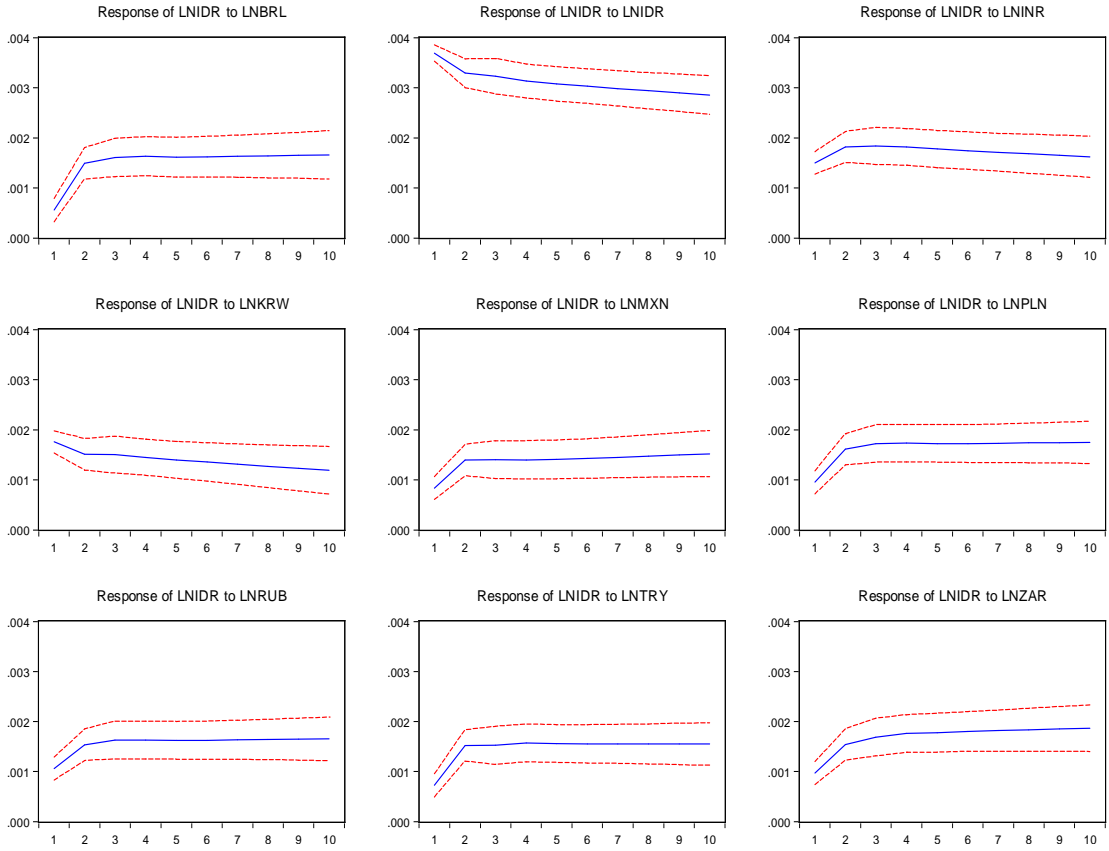 Response of LNIDR to LNBRL
.004
.003
.002
.001
.000
1 2 3 4 5 6 7 8 9 10
Response of LNIDR to LNIDR
.004
.003
.002
.001
.000
1 2 3 4 5 6 7 8 9 10
Response of LNIDR to LNINR
.004
.003
.002
.001
.000
1 2 3 4 5 6 7 8 9 10
Response of LNIDR to LNKRW
.004
.003
.002
.001
.000
1 2 3 4 5 6 7 8 9 10
Response of LNIDR to LNMXN
.004
.003
.002
.001
.000
1 2 3 4 5 6 7 8 9 10
Response of LNIDR to LNPLN
.004
.003
.002
.001
.000
1 2 3 4 5 6 7 8 9 10
Response of LNIDR to LNRUB
.004
.003
.002
.001
.000
1 2 3 4 5 6 7 8 9 10
Response of LNIDR to LNTRY
.004
.003
.002
.001
.000
1 2 3 4 5 6 7 8 9 10
Response of LNIDR to LNZAR
.004
.003
.002
.001
.000
1 2 3 4 5 6 7 8 9 10